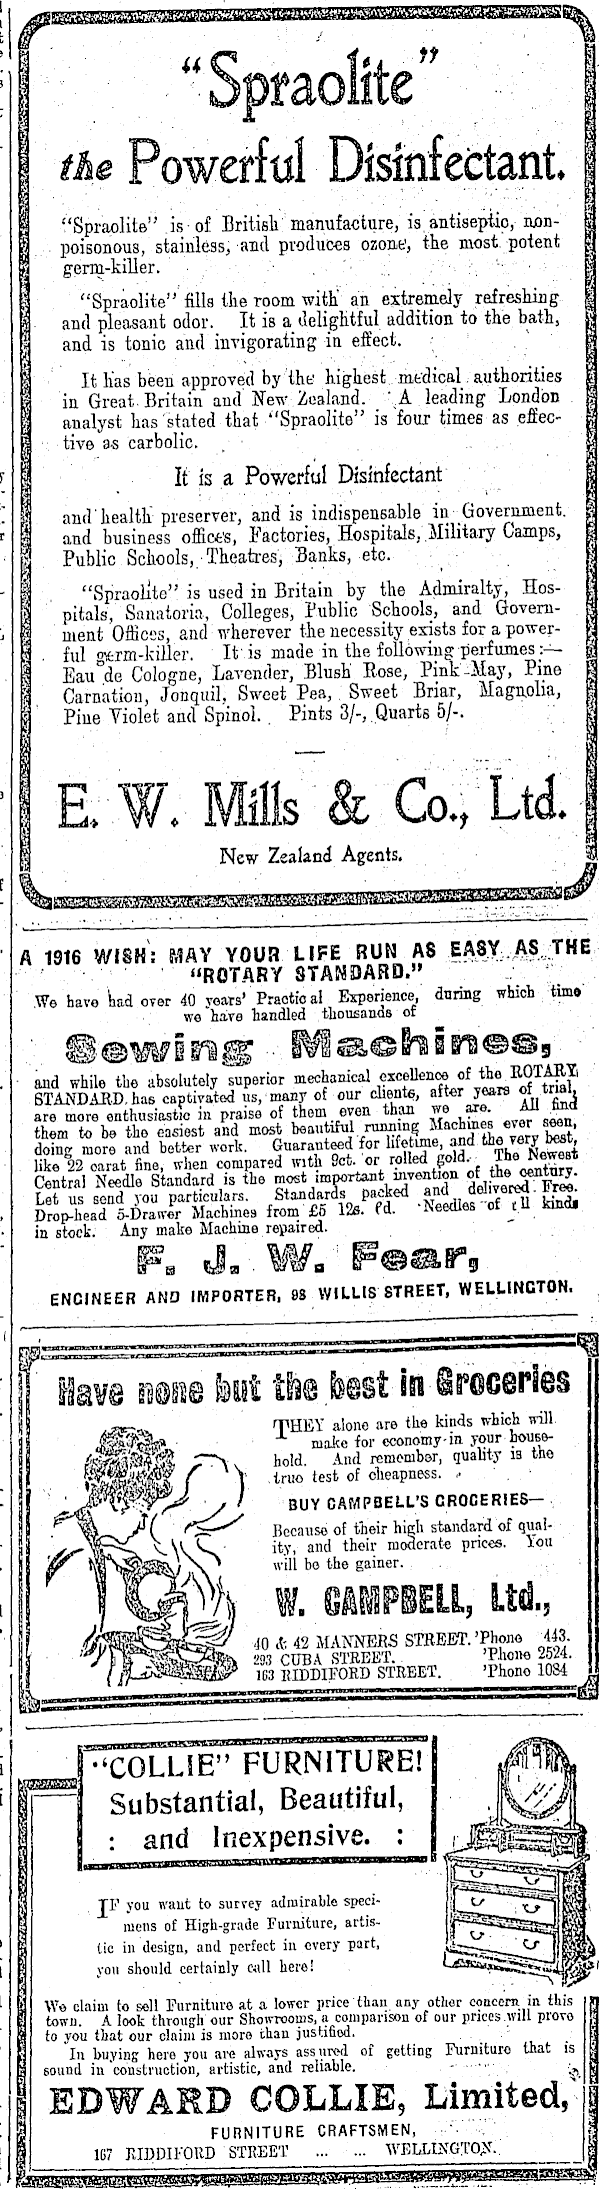 "Spraolite"
the Powerful Disinfectant.
"Spraolite" is of British manufacture, is antiseptic, non-
poisonous, stainless, and produces ozone, the most potent
germ-killer.
"Spraolite" fills the room with an extremely refreshing
and pleasant odor. It is a delightful addition to the bath,
and is tonic and invigorating in effect.
It has been approved by the highest medical authorities
in Great Britain and New Zealand. A leading London
analyst has stated that "Spraolite" is four times as effec-
tive as carbolic.
It is a Powerful Disinfectant
and health preserver, and is indispensable in Government
and business offices, Factories, Hospitals, Military Camps,
Public Schools, Theatres, Banks, etc.
"Spraolite" is used in Britain by the Admiralty, Hos-
pitals, Sanatoria, Colleges, Public Schools, and Govern-
ment Offices, and wherever the necessity exists for a power-
ful germ-killer. It is made in the following perfumes:—
Eau de Cologne, Lavender, Blush Rose, Pink May, Pine
Carnation, Jonquil, Sweet Pea, Sweet Briar, Magnolia,
Pine Violet and Spinol. Pints 3/-, Quarts 5/-.
E. W. Mills & Co., Ltd.
New Zealand Agents.
A 1916 WISH: MAY YOUR LIFE RUN AS EASY AS THE
"ROTARY STANDARD."
We have had over 40 years' Practical Experience, during which time
we have handled thousands of
Sewing Machines,
and while the absolutely superior mechanical excellence of the ROTARY
STANDARD has captivated us, many of our clients, after years of trial,
are more enthusiastic in praise of them even than we are. All find
them to be the easiest and most beautiful running Machines ever seen,
doing more and better work. Guaranteed for lifetime, and the very best,
like 22 carat fine, when compared with 9ct. or rolled gold. The Newest
Central Needle Standard is the most important invention of the century.
Let us send you particulars. Standards packed and delivered Free.
Drop-head 5-Drawer Machines from £5 12s. d. Needles of all kinds
in stock. Any make Machine repaired.
F. J. W. Fear,
ENGINEER AND IMPORTER, 98 WILLIS STREET, WELLINGTON.
Have none but the best in Groceries
THEY alone are the kinds which will
make for economy in your house-
hold. And remember, quality is the
true test of cheapness.
BUY CAMPBELL'S GROCERIES—
Because of their high standard of qual-
ity, and their moderate prices. You
will be the gainer.
W. CAMPBELL, Ltd.,
40 & 42 MANNERS STREET. 'Phone 443.
293 CUBA STREET. 'Phone 2524.
163 RIDDIFORD STREET. 'Phone 1084
"COLLIE" FURNITURE!
Substantial, Beautiful,
: and Inexpensive. :
IF you want to survey admirable speci-
mens of High-grade Furniture, artis-
tic in design, and perfect in every part,
you should certainly call here!
We claim to sell Furniture at a lower price than any other concern in this
town. A look through our Showrooms, a comparison of our prices will prove
to you that our claim is more than justified.
In buying here you are always assured of getting Furniture that is
sound in construction, artistic, and reliable.
EDWARD COLLIE, Limited,
FURNITURE CRAFTSMEN,
167 RIDDIFORD STREET ... ... WELLINGTON.